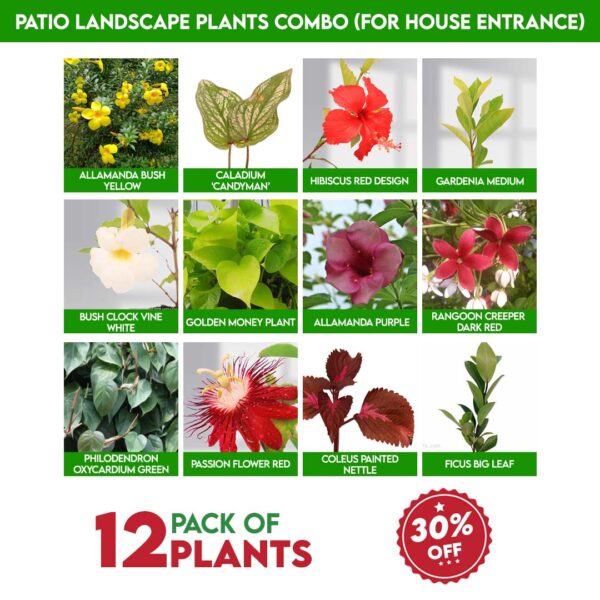 PATIO LANDSCAPE PLANTS COMBO (FOR HOUSE ENTRANCE)
ALLAMANDA BUSH
YELLOW
CALADIUM
'CANDYMAN'
HIBISCUS RED DESIGN
GARDENIA MEDIUM
BUSH CLOCK VINE
WHITE
GOLDEN MONEY PLANT
ALLAMANDA PURPLE
RANGOON CREEPER
DARK RED
PHILODENDRON
OXYCARDIUM GREEN
PASSION FLOWER RED
COLEUS PAINTED
NETTLE
FICUS BIG LEAF
12 PACK OF
PLANTS
30%
OFF